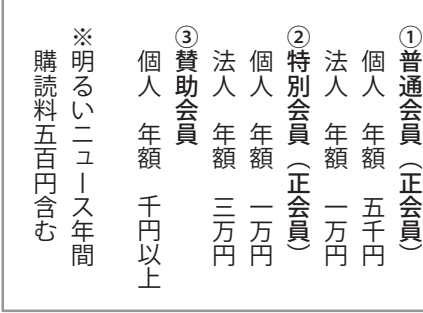 ①普通会員（正会員）
個人　年額　五千円
法人　年額　一万円
②特別会員（正会員）
個人　年額　一万円
法人　年額　三万円
③賛助会員
個人　年額　千円以上
※明るいニュース年間
購読料五百円含む